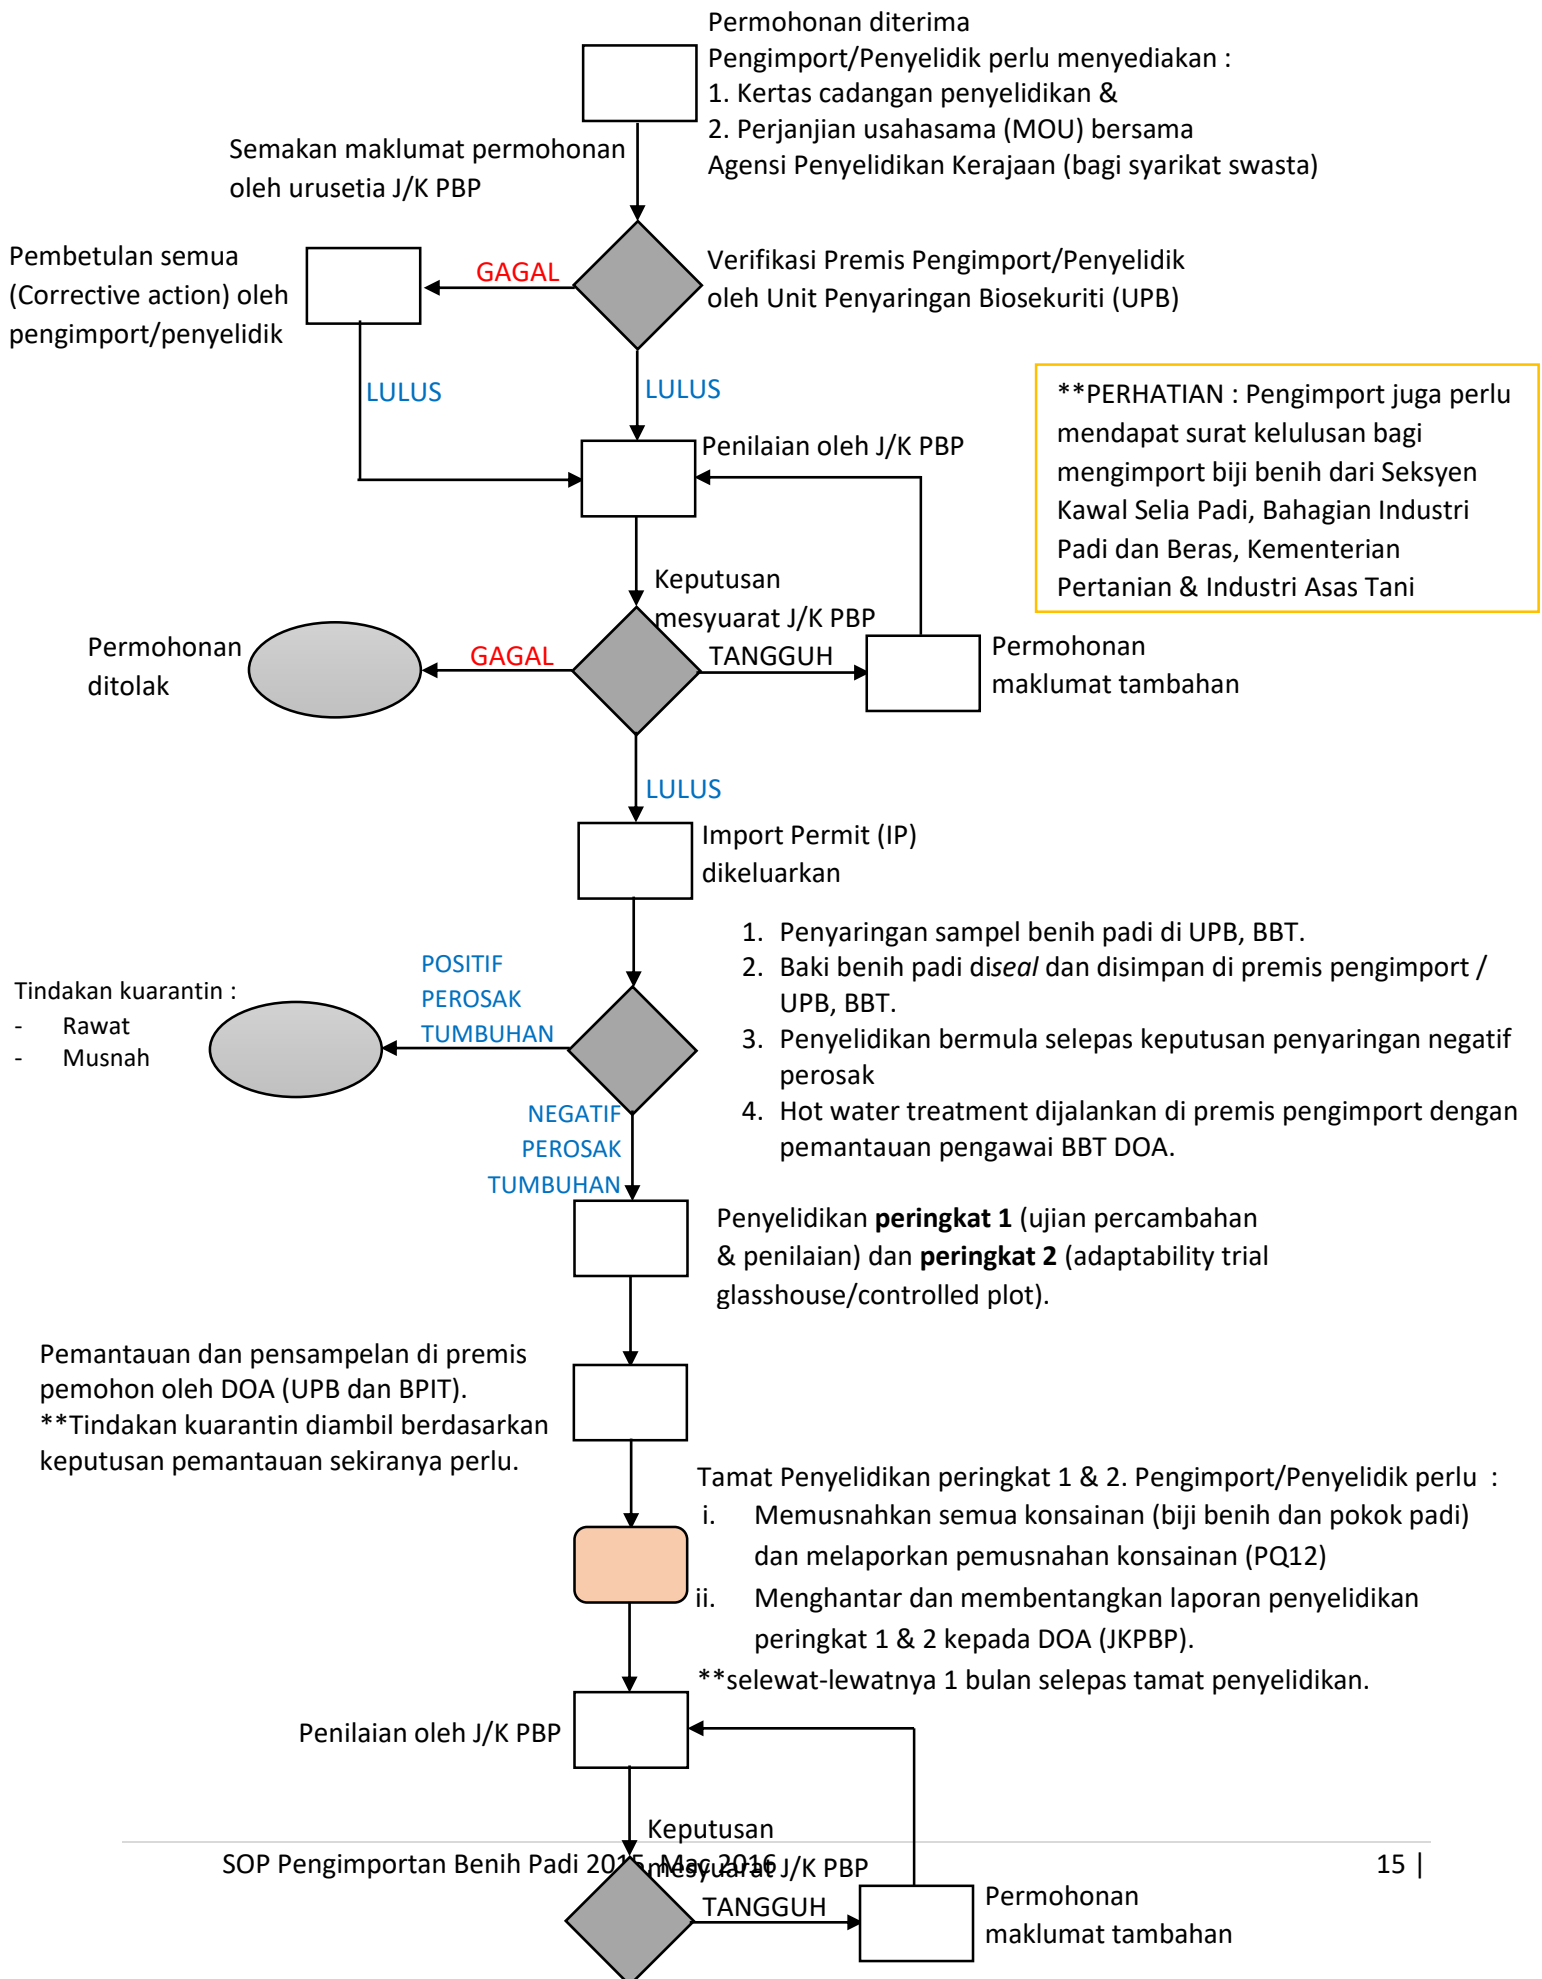 Permohonan diterima
Pengimport/Penyelidik perlu menyediakan :
1. Kertas cadangan penyelidikan &
2. Perjanjian usahasama (MOU) bersama
Agensi Penyelidikan Kerajaan (bagi syarikat swasta)
Semakan maklumat permohonan
oleh urusetia J/K PBP
Pembetulan semua
(Corrective action) oleh
pengimport/penyelidik
GAGAL
Verifikasi Premis Pengimport/Penyelidik
oleh Unit Penyaringan Biosekuriti (UPB)
LULUS
LULUS
**PERHATIAN : Pengimport juga perlu
mendapat surat kelulusan bagi
mengimport biji benih dari Seksyen
Kawal Selia Padi, Bahagian Industri
Padi dan Beras, Kementerian
Pertanian & Industri Asas Tani
Penilaian oleh J/K PBP
Keputusan
mesyuarat J/K PBP
Permohonan
ditolak
GAGAL
TANGGUH
Permohonan
maklumat tambahan
LULUS
Import Permit (IP)
dikeluarkan
1. Penyaringan sampel benih padi di UPB, BBT.
2. Baki benih padi diseal dan disimpan di premis pengimport /
UPB, BBT.
3. Penyelidikan bermula selepas keputusan penyaringan negatif
perosak
4. Hot water treatment dijalankan di premis pengimport dengan
pemantauan pengawai BBT DOA.
POSITIF
PEROSAK
TUMBUHAN
Tindakan kuarantin :
- Rawat
- Musnah
NEGATIF
PEROSAK
TUMBUHAN
Penyelidikan peringkat 1 (ujian percambahan
& penilaian) dan peringkat 2 (adaptability trial
glasshouse/controlled plot).
Pemantauan dan pensampelan di premis
pemohon oleh DOA (UPB dan BPIT).
**Tindakan kuarantin diambil berdasarkan
keputusan pemantauan sekiranya perlu.
Tamat Penyelidikan peringkat 1 & 2. Pengimport/Penyelidik perlu :
i. Memusnahkan semua konsainan (biji benih dan pokok padi)
dan melaporkan pemusnahan konsainan (PQ12)
ii. Menghantar dan membentangkan laporan penyelidikan
peringkat 1 & 2 kepada DOA (JKPBP).
**selewat-lewatnya 1 bulan selepas tamat penyelidikan.
Penilaian oleh J/K PBP
Keputusan
mesyuarat J/K PBP
SOP Pengimportan Benih Padi 2015, Mac 2016
15 |
TANGGUH
Permohonan
maklumat tambahan